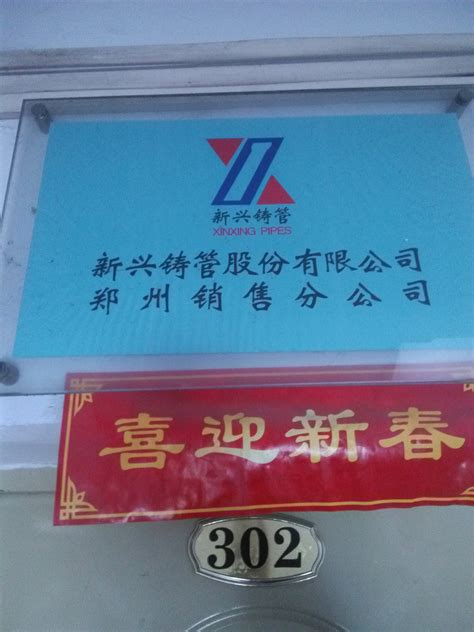 新兴铸管
XINXING PIPES
新兴铸管股份有限公司
郑州销售分公司
喜迎新春
302